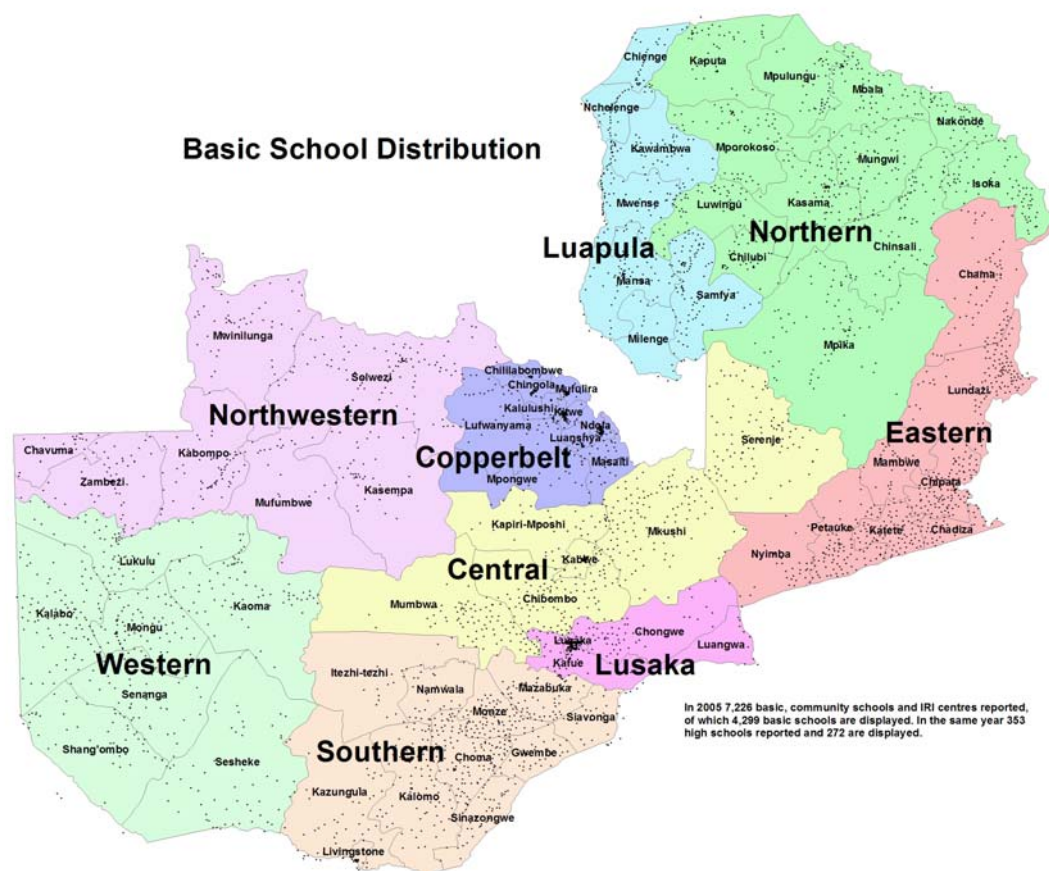 Basic School Distribution
Chienge
Kaputa
Mpulungu
Mbala
Ncholenge
Nakonde
Kawambwa
Mporokoso
Mungwi
Isoka
Mwense
Luwingu
Kasama
Luapula
Northern
Chinsali
Chilubi
Chama
Mansa
Samfya
Milenge
Mpika
Mwinilunga
Solwezi
Chililabombwe
Chingola
Mufulira
Lundazi
Northwestern
Kalulushi
Kitwe
Lufwanyama
Ndola
Luanshya
Eastern
Serenje
Chavuma
Kabompo
Copperbelt
Masaiti
Mambwe
Zambezi
Kasempa
Mpongwe
Chipata
Mufumbwe
Kapiri-Mposhi
Mkushi
Petauke
Katete
Chadiza
Nyimba
Lukulu
Kabwe
Central
Kalabo
Kaoma
Mumbwa
Chibombo
Mongu
Lusaka
Chongwe
Luangwa
Western
Kafue
Lusaka
Itezhi-tezhi
Senanga
Namwala
Mazabuka
Monze
Siavonga
In 2005 7,226 basic, community schools and IRI centres reported,
of which 4,299 basic schools are displayed. In the same year 353
high schools reported and 272 are displayed.
Shang'ombo
Southern
Gwembe
Choma
Sesheke
Kazungula
Kalomo
Sinazongwe
Livingstone